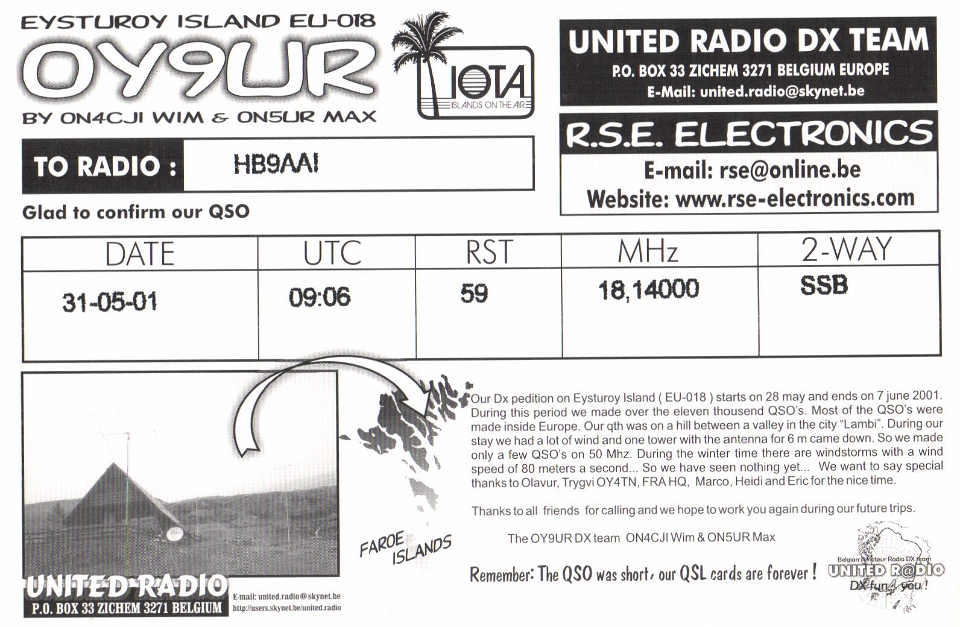 EYSTUROY ISLAND EU-018
OY9UR
BY ON4CJI WIM & ON5UR MAX
IOTA
ISLANDS ON THE AIR
UNITED RADIO DX TEAM
P.O. BOX 33 ZICHEM 3271 BELGIUM EUROPE
E-Mail: united.radio@skynet.be
R.S.E. ELECTRONICS
E-mail: rse@online.be
Website: www.rse-electronics.com
TO RADIO : HB9AAI
Glad to confirm our QSO
DATE UTC RST MHz 2-WAY
31-05-01 09:06 59 18,14000 SSB
Our Dx pedition on Eysturoy Island ( EU-018 ) starts on 28 may and ends on 7 june 2001.
During this period we made over the eleven thousend QSO's. Most of the QSO's were
made inside Europe. Our qth was on a hill between a valley in the city "Lambi". During our
stay we had a lot of wind and one tower with the antenna for 6 m came down. So we made
only a few QSO's on 50 Mhz. During the winter time there are windstorms with a wind
speed of 80 meters a second... So we have seen nothing yet... We want to say special
thanks to Olavur, Trygvi OY4TN, FRA HQ, Marco, Heidi and Eric for the nice time.
Thanks to all friends for calling and we hope to work you again during our future trips.
The OY9UR DX team ON4CJI Wim & ON5UR Max
FAROE
ISLANDS
Remember: The QSO was short, our QSL cards are forever !
Belgian Amateur Radio DX team
UNITED R@DIO
DX fun 4 you !
UNITED RADIO
P.O. BOX 33 ZICHEM 3271 BELGIUM
E-mail: united.radio@skynet.be
http://users.skynet.be/united.radio